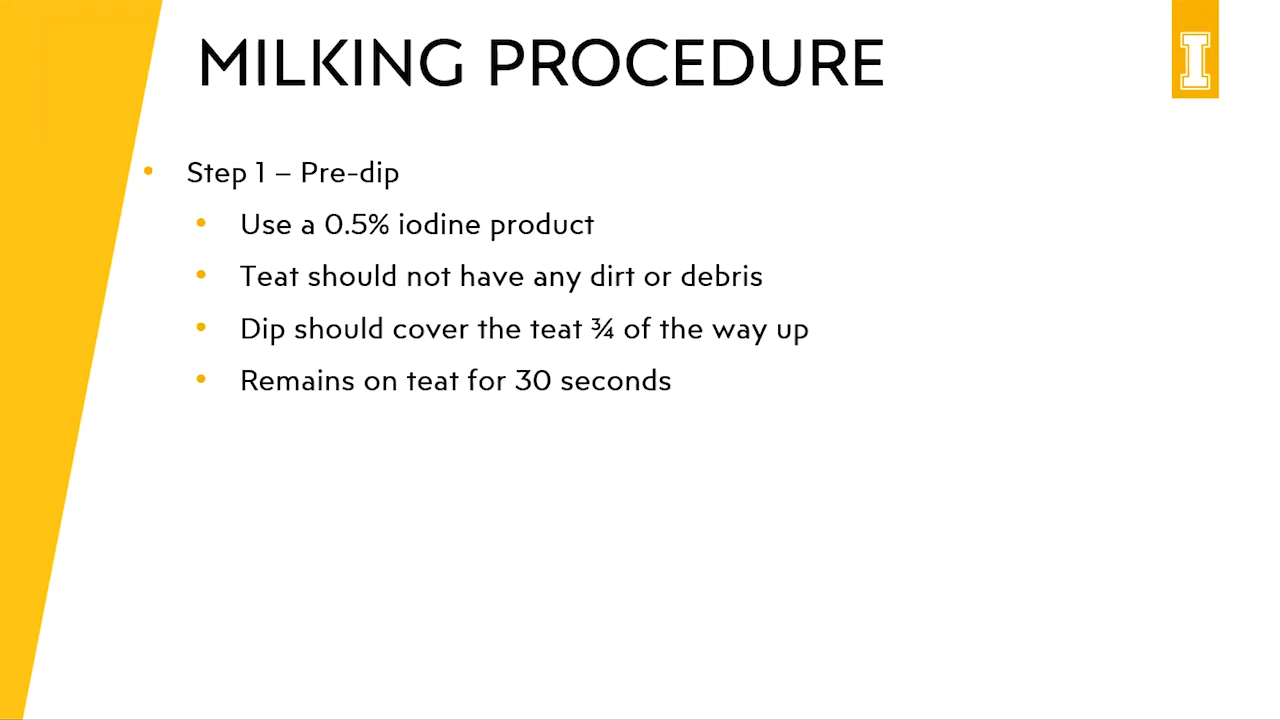 MILKING PROCEDURE
I
• Step 1 – Pre-dip
• Use a 0.5% iodine product
• Teat should not have any dirt or debris
• Dip should cover the teat ¾ of the way up
• Remains on teat for 30 seconds